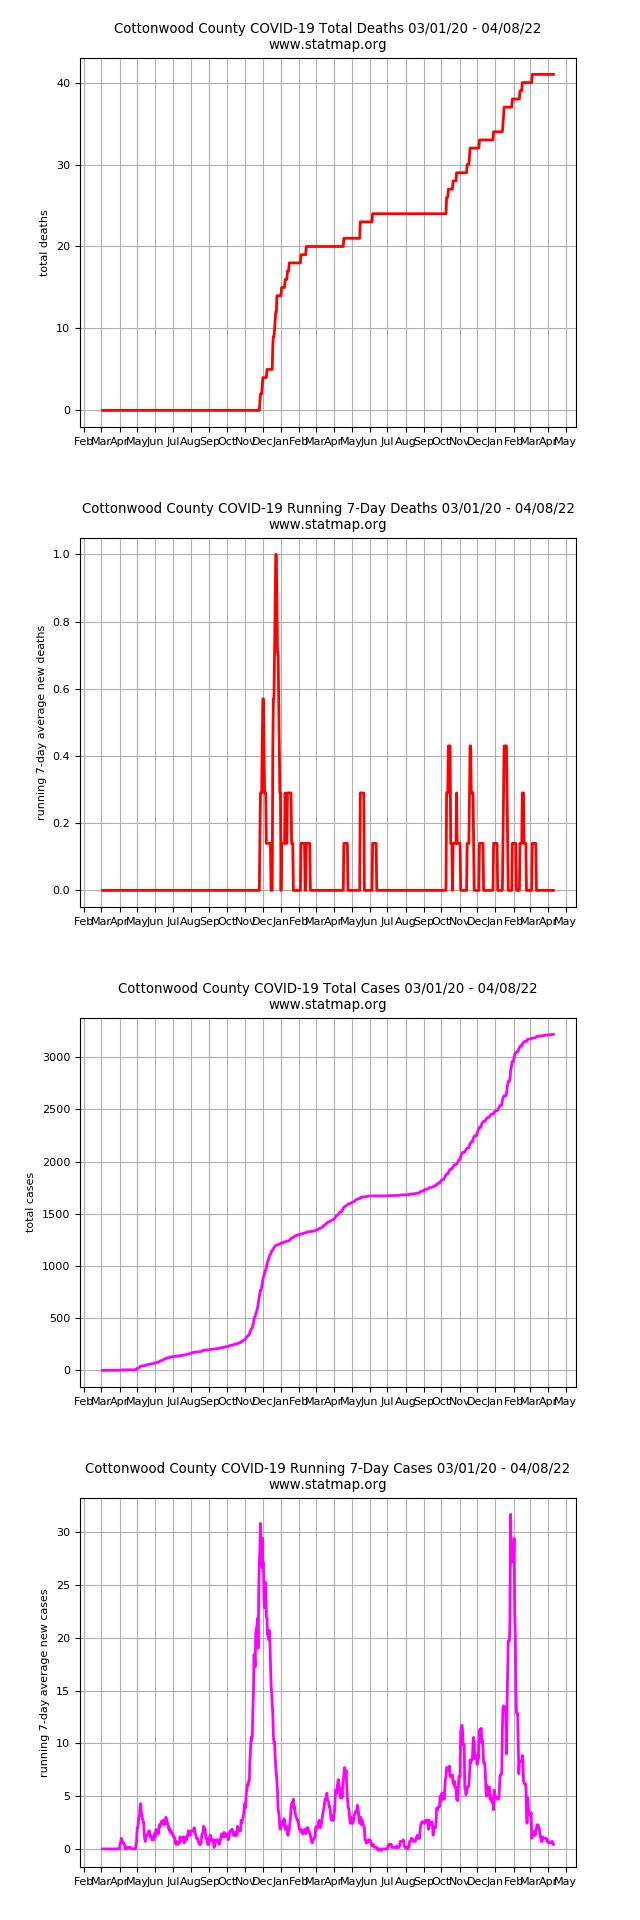 Cottonwood County COVID-19 Total Deaths 03/01/20 - 04/08/22
www.statmap.org
40
30
20
10
0
total deaths
Feb Mar Apr May Jun Jul Aug Sep Oct Nov Dec Jan Feb Mar Apr May Jun Jul Aug Sep Oct Nov Dec Jan Feb Mar Apr May
Cottonwood County COVID-19 Running 7-Day Deaths 03/01/20 - 04/08/22
www.statmap.org
1.0
0.8
0.6
0.4
0.2
0.0
running 7-day average new deaths
Feb Mar Apr May Jun Jul Aug Sep Oct Nov Dec Jan Feb Mar Apr May Jun Jul Aug Sep Oct Nov Dec Jan Feb Mar Apr May
Cottonwood County COVID-19 Total Cases 03/01/20 - 04/08/22
www.statmap.org
3000
2500
2000
1500
1000
500
0
total cases
Feb Mar Apr May Jun Jul Aug Sep Oct Nov Dec Jan Feb Mar Apr May Jun Jul Aug Sep Oct Nov Dec Jan Feb Mar Apr May
Cottonwood County COVID-19 Running 7-Day Cases 03/01/20 - 04/08/22
www.statmap.org
30
25
20
15
10
5
0
running 7-day average new cases
Feb Mar Apr May Jun Jul Aug Sep Oct Nov Dec Jan Feb Mar Apr May Jun Jul Aug Sep Oct Nov Dec Jan Feb Mar Apr May